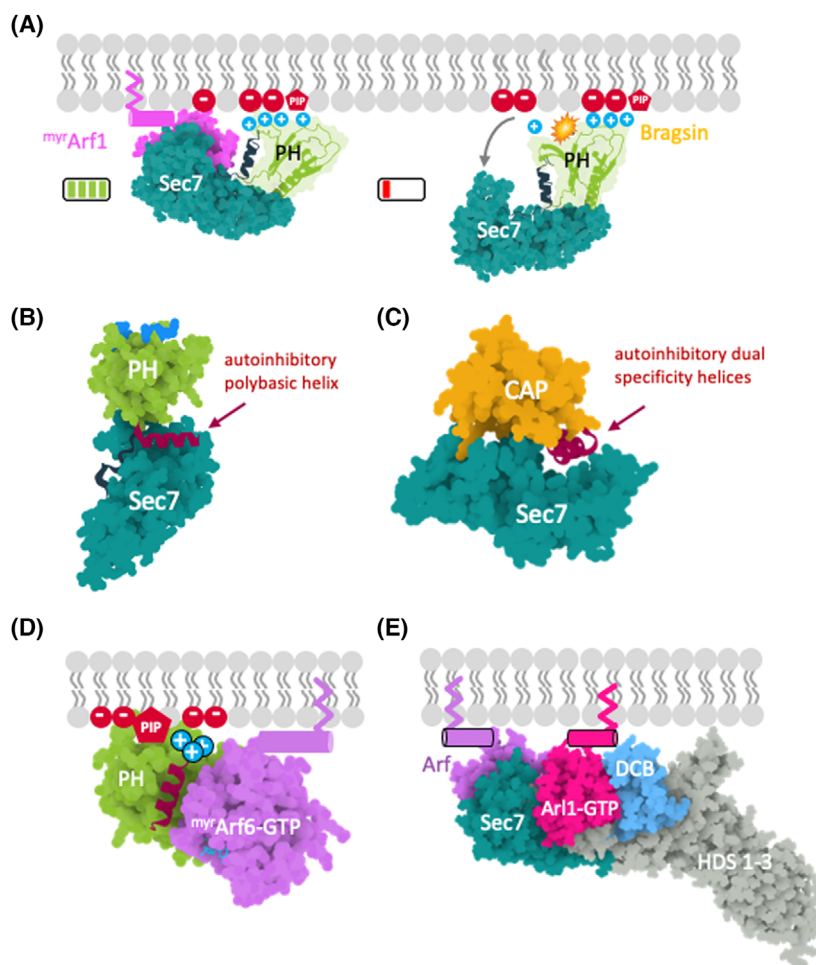 (A)
− − − PIP − − − − PIP
+ + + + + + + +
Bragsin
myrArf1
PH
PH
Sec7
Sec7
(B)
(C)
PH
autoinhibitory
polybasic helix
autoinhibitory dual
specificity helices
CAP
Sec7
Sec7
(D)
(E)
− − PIP − −
+ + +
PH
myrArf6-GTP
Arf
DCB
Arl1-GTP
Sec7
HDS 1-3